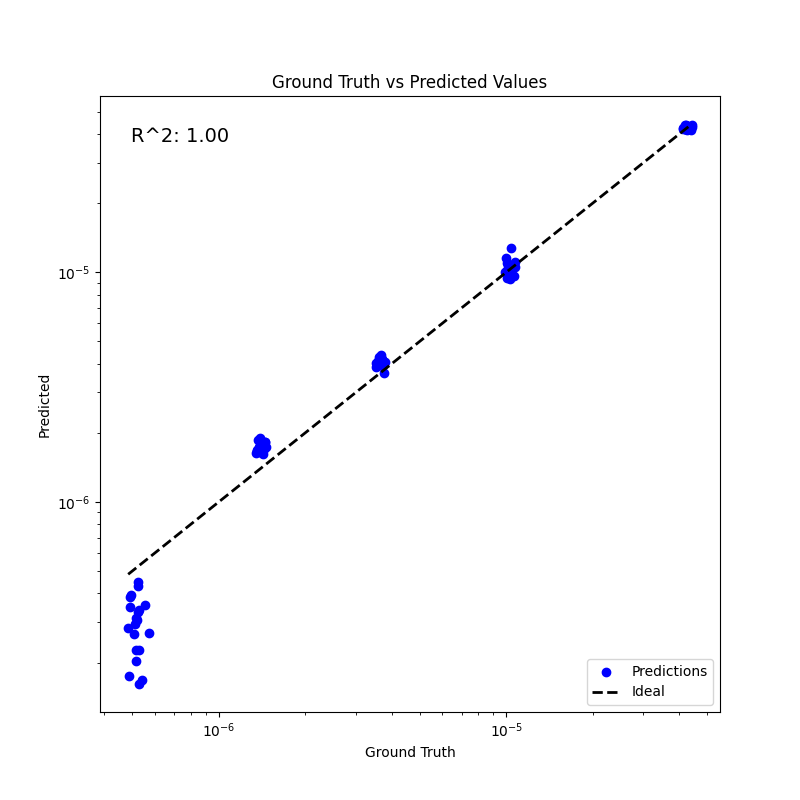 Ground Truth vs Predicted Values
R^2: 1.00
10⁻⁵
10⁻⁶
Predicted
10⁻⁶ 10⁻⁵
Ground Truth
Predictions
Ideal